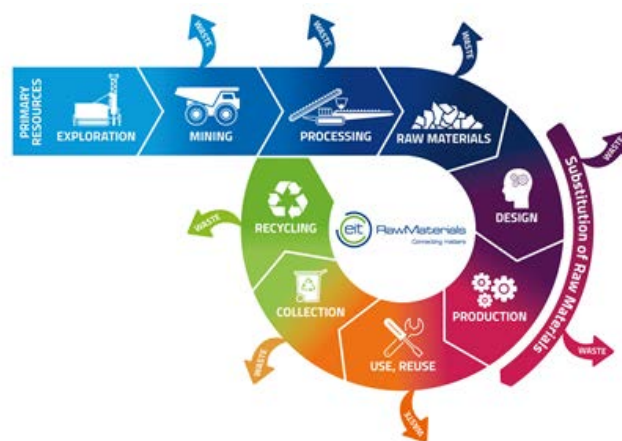 WASTE
WASTE
WASTE
PRIMARY
RESOURCES
EXPLORATION
MINING
PROCESSING
RAW MATERIALS
WASTE
DESIGN
Substitution of Raw Materials
WASTE
PRODUCTION
WASTE
USE, REUSE
WASTE
COLLECTION
WASTE
RECYCLING
eit RawMaterials
Connecting matters